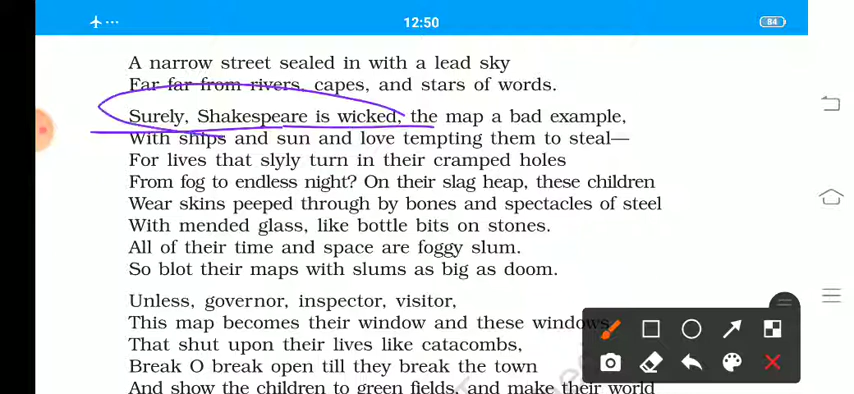 12:50
84
A narrow street sealed in with a lead sky
Far far from rivers, capes, and stars of words.
Surely, Shakespeare is wicked, the map a bad example,
With ships and sun and love tempting them to steal—
For lives that slyly turn in their cramped holes
From fog to endless night? On their slag heap, these children
Wear skins peeped through by bones and spectacles of steel
With mended glass, like bottle bits on stones.
All of their time and space are foggy slum.
So blot their maps with slums as big as doom.
Unless, governor, inspector, visitor,
This map becomes their window and these windows
That shut upon their lives like catacombs,
Break O break open till they break the town
And show the children to green fields, and make their world